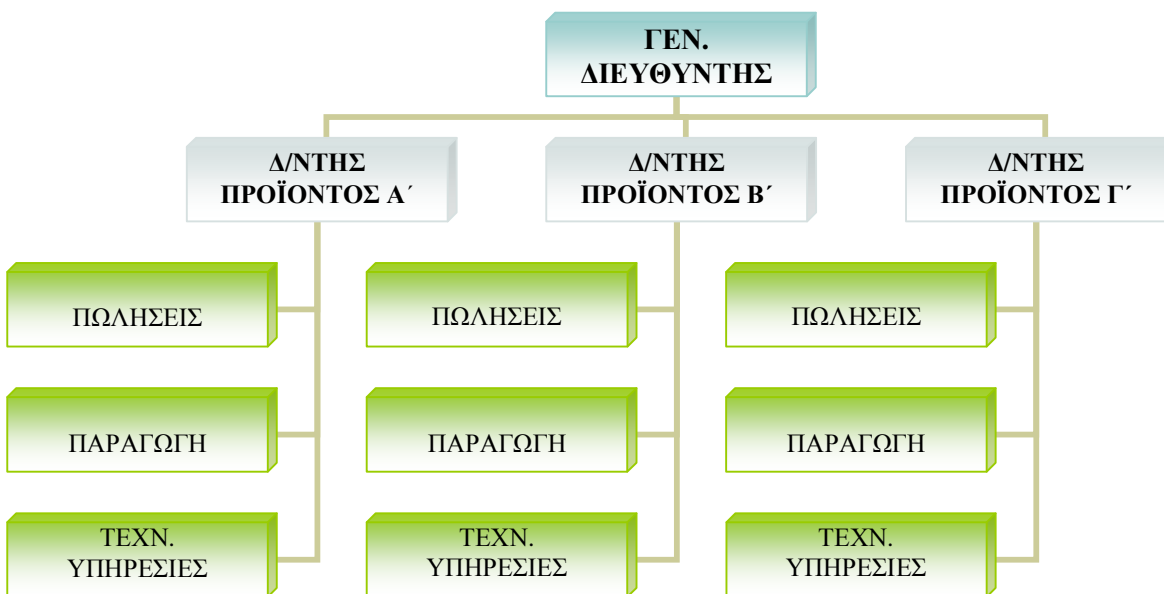 ΓΕΝ.
ΔΙΕΥΘΥΝΤΗΣ
Δ/ΝΤΗΣ
ΠΡΟΪΟΝΤΟΣ Α΄
Δ/ΝΤΗΣ
ΠΡΟΪΟΝΤΟΣ Β΄
Δ/ΝΤΗΣ
ΠΡΟΪΟΝΤΟΣ Γ΄
ΠΩΛΗΣΕΙΣ
ΠΩΛΗΣΕΙΣ
ΠΩΛΗΣΕΙΣ
ΠΑΡΑΓΩΓΗ
ΠΑΡΑΓΩΓΗ
ΠΑΡΑΓΩΓΗ
ΤΕΧΝ.
ΥΠΗΡΕΣΙΕΣ
ΤΕΧΝ.
ΥΠΗΡΕΣΙΕΣ
ΤΕΧΝ.
ΥΠΗΡΕΣΙΕΣ